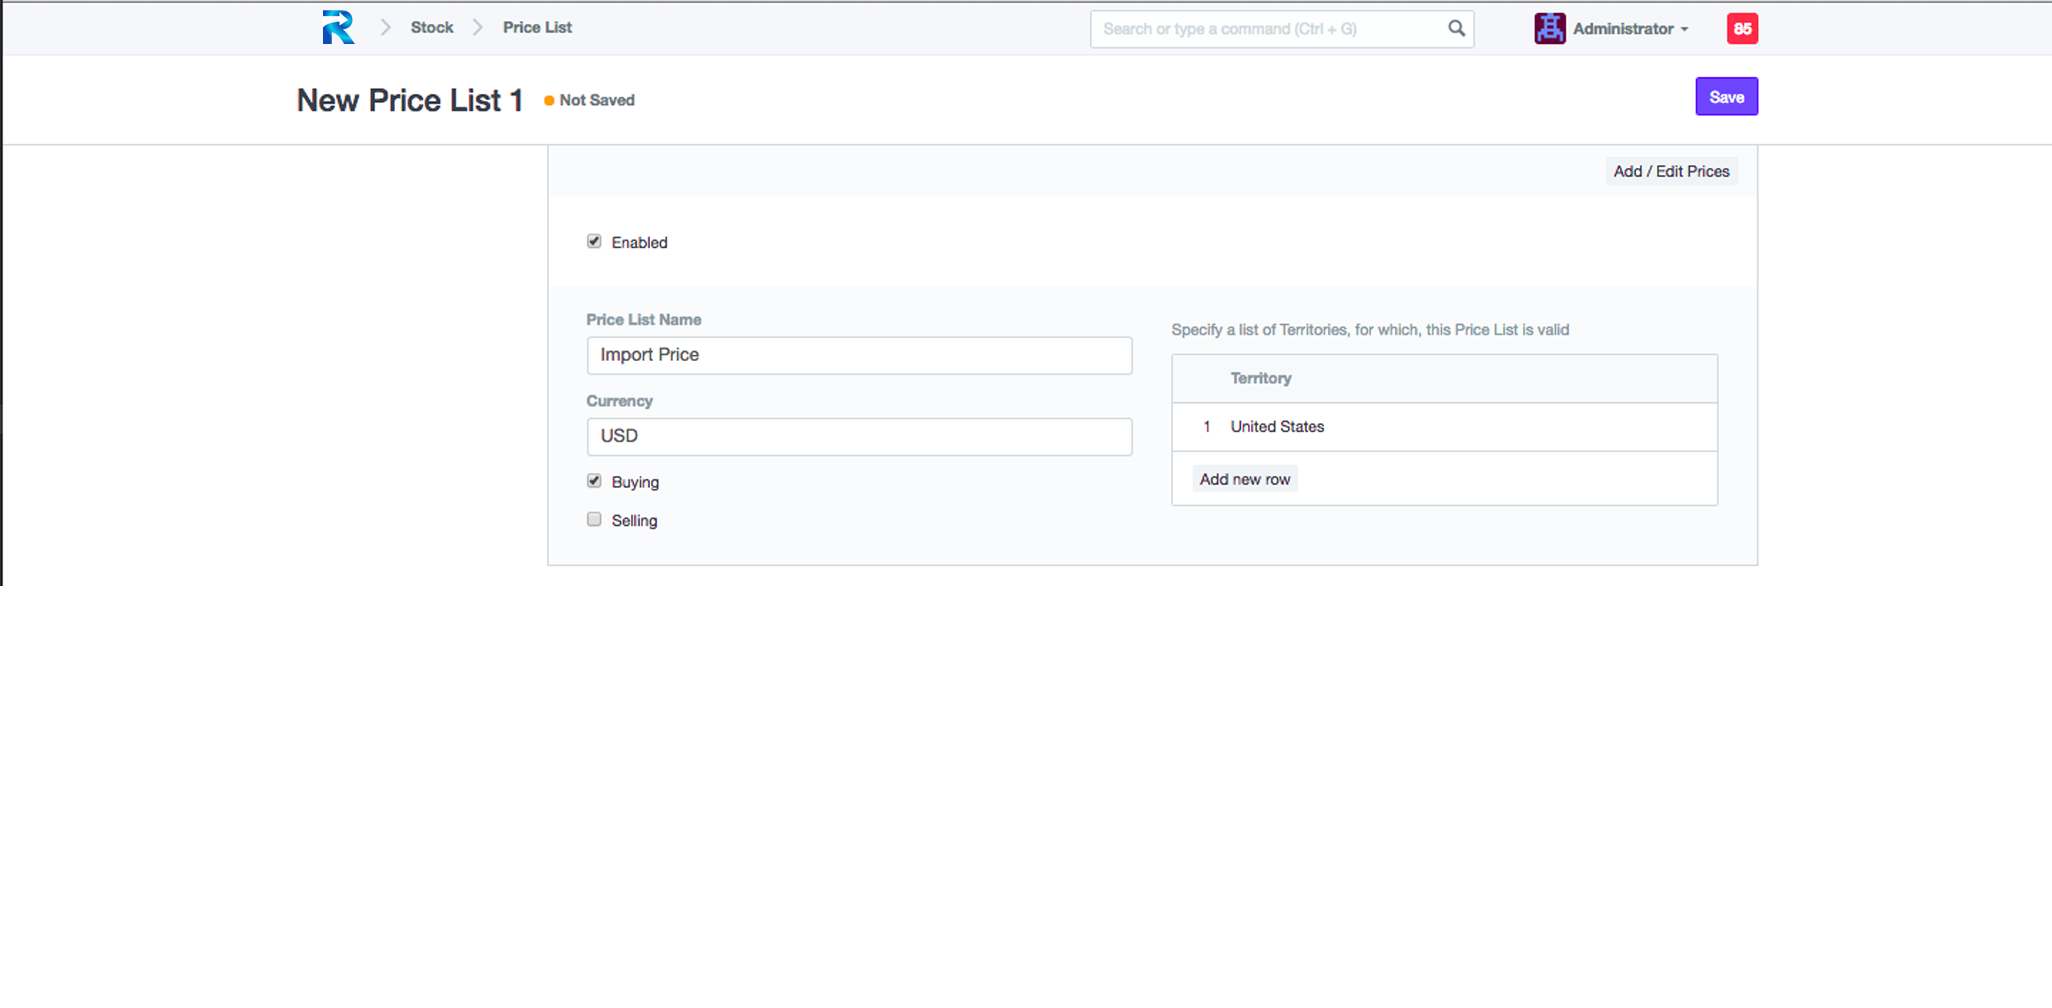 Stock
Price List
Search or type a command (Ctrl + G)
Administrator
85
New Price List 1
Not Saved
Save
Add / Edit Prices
Enabled
Price List Name
Import Price
Currency
USD
Buying
Selling
Specify a list of Territories, for which, this Price List is valid
Territory
1 United States
Add new row